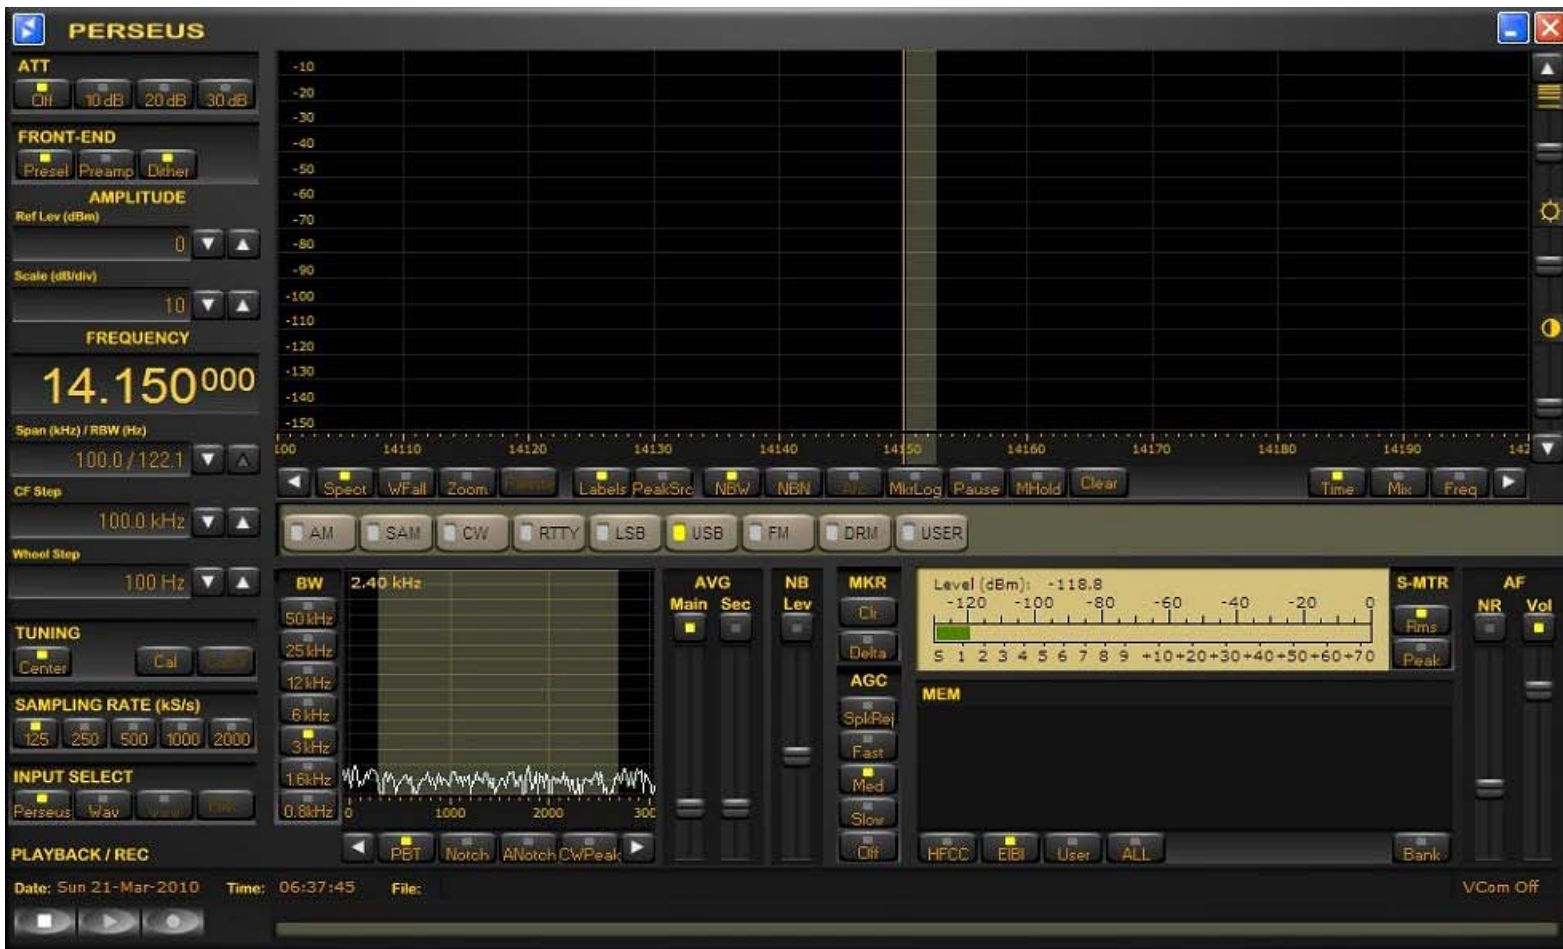 PERSEUS
ATT
Off 10 dB 20 dB 30 dB
FRONT-END
Presel Preamp Dither
AMPLITUDE
Ref Lev (dBm)
0
Scale (dB/div)
10
FREQUENCY
14.150000
Span (kHz) / RBW (Hz)
100.0 / 122.1
CF Step
100.0 kHz
Wheel Step
100 Hz
TUNING
Center Cal
SAMPLING RATE (kS/s)
125 250 500 1000 2000
INPUT SELECT
Perseus Wav
PLAYBACK / REC
-10
-20
-30
-40
-50
-60
-70
-80
-90
-100
-110
-120
-130
-140
-150
100 14110 14120 14130 14140 14150 14160 14170 14180 14190 142
Spect WFall Zoom Labels PeakSrc NBW NBN MkrLog Pause MHold Clear Time Mix Freq
AM SAM CW RTTY LSB USB FM DRM USER
BW
50 kHz
25 kHz
12 kHz
6 kHz
3 kHz
1.6kHz
0.8kHz
2.40 kHz
0 1000 2000 300
PBT Notch ANotch CWPeak
AVG
Main Sec
NB
Lev
MKR
Clr
Delta
AGC
SpkRej
Fast
Med
Slow
Off
Level (dBm): -118.8
-120 -100 -80 -60 -40 -20 0
S 1 2 3 4 5 6 7 8 9 +10+20+30+40+50+60+70
S-MTR
Rms
Peak
AF
NR Vol
MEM
HFCC EIBI User ALL Bank
Date: Sun 21-Mar-2010 Time: 06:37:45 File: VCom Off